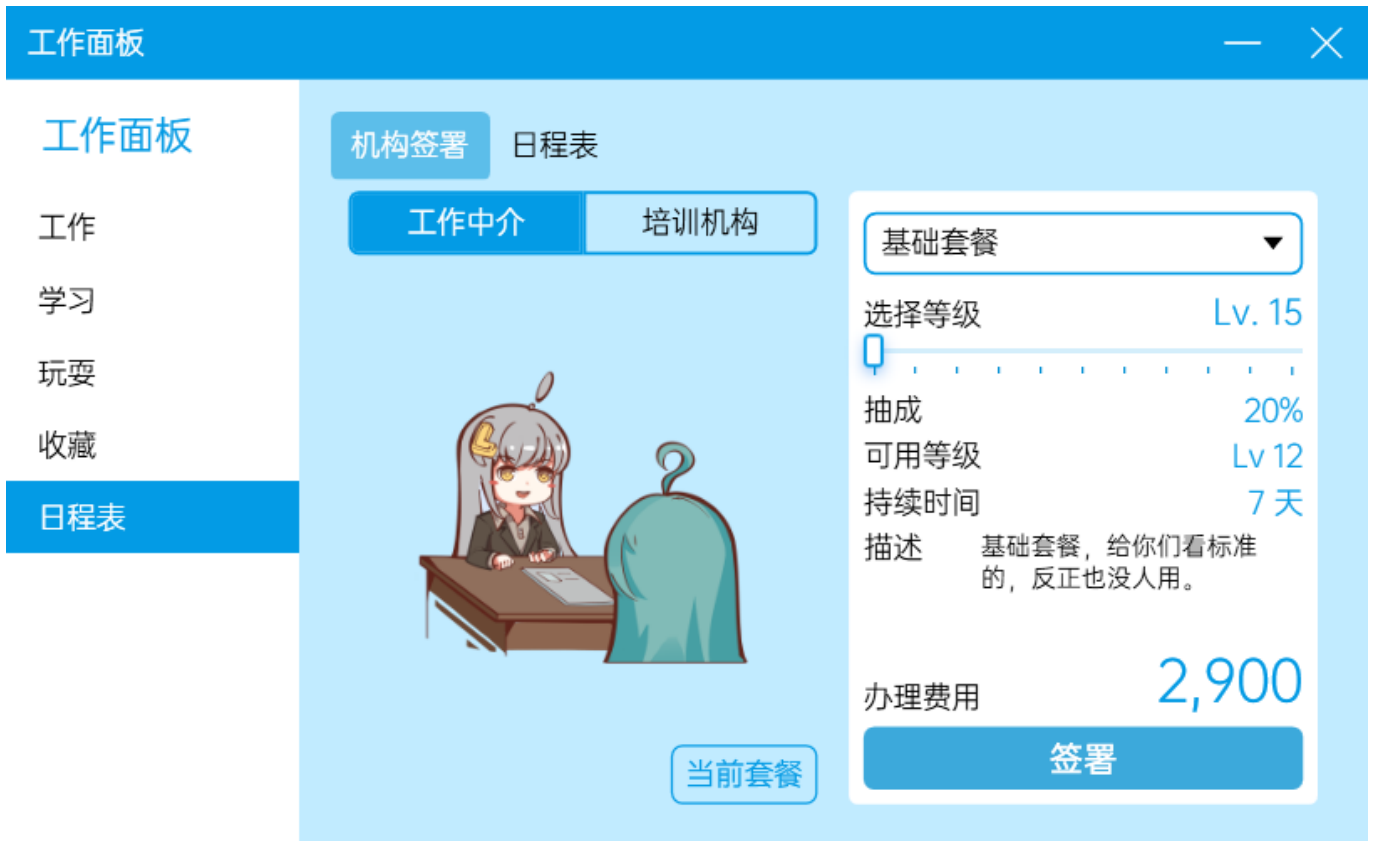 工作面板
工作面板
工作
学习
玩耍
收藏
日程表
机构签署 日程表
工作中介 培训机构
基础套餐
选择等级 Lv. 15
抽成 20%
可用等级 Lv 12
持续时间 7 天
描述 基础套餐，给你们看标准
的，反正也没人用。
办理费用 2,900
签署
当前套餐